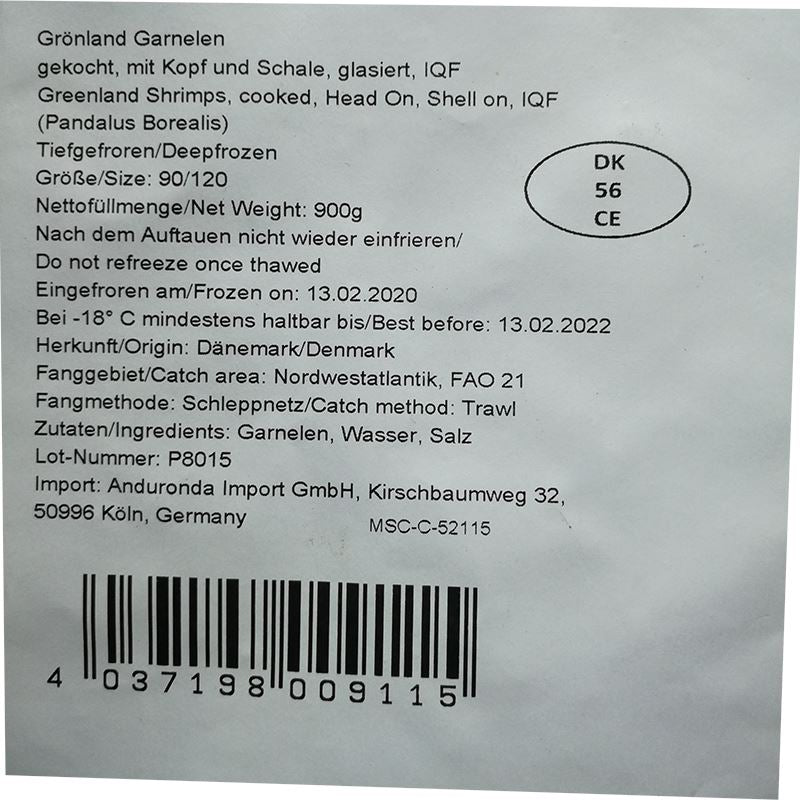 Grönland Garnelen
gekocht, mit Kopf und Schale, glasiert, IQF
Greenland Shrimps, cooked, Head On, Shell on, IQF
(Pandalus Borealis)
Tiefgefroren/Deepfrozen
Größe/Size: 90/120
Nettofüllmenge/Net Weight: 900g
Nach dem Auftauen nicht wieder einfrieren/
Do not refreeze once thawed
Eingefroren am/Frozen on: 13.02.2020
Bei -18° C mindestens haltbar bis/Best before: 13.02.2022
Herkunft/Origin: Dänemark/Denmark
Fanggebiet/Catch area: Nordwestatlantik, FAO 21
Fangmethode: Schleppnetz/Catch method: Trawl
Zutaten/Ingredients: Garnelen, Wasser, Salz
Lot-Nummer: P8015
Import: Anduronda Import GmbH, Kirschbaumweg 32,
50996 Köln, Germany
MSC-C-52115
DK
56
CE
4 037198 009115